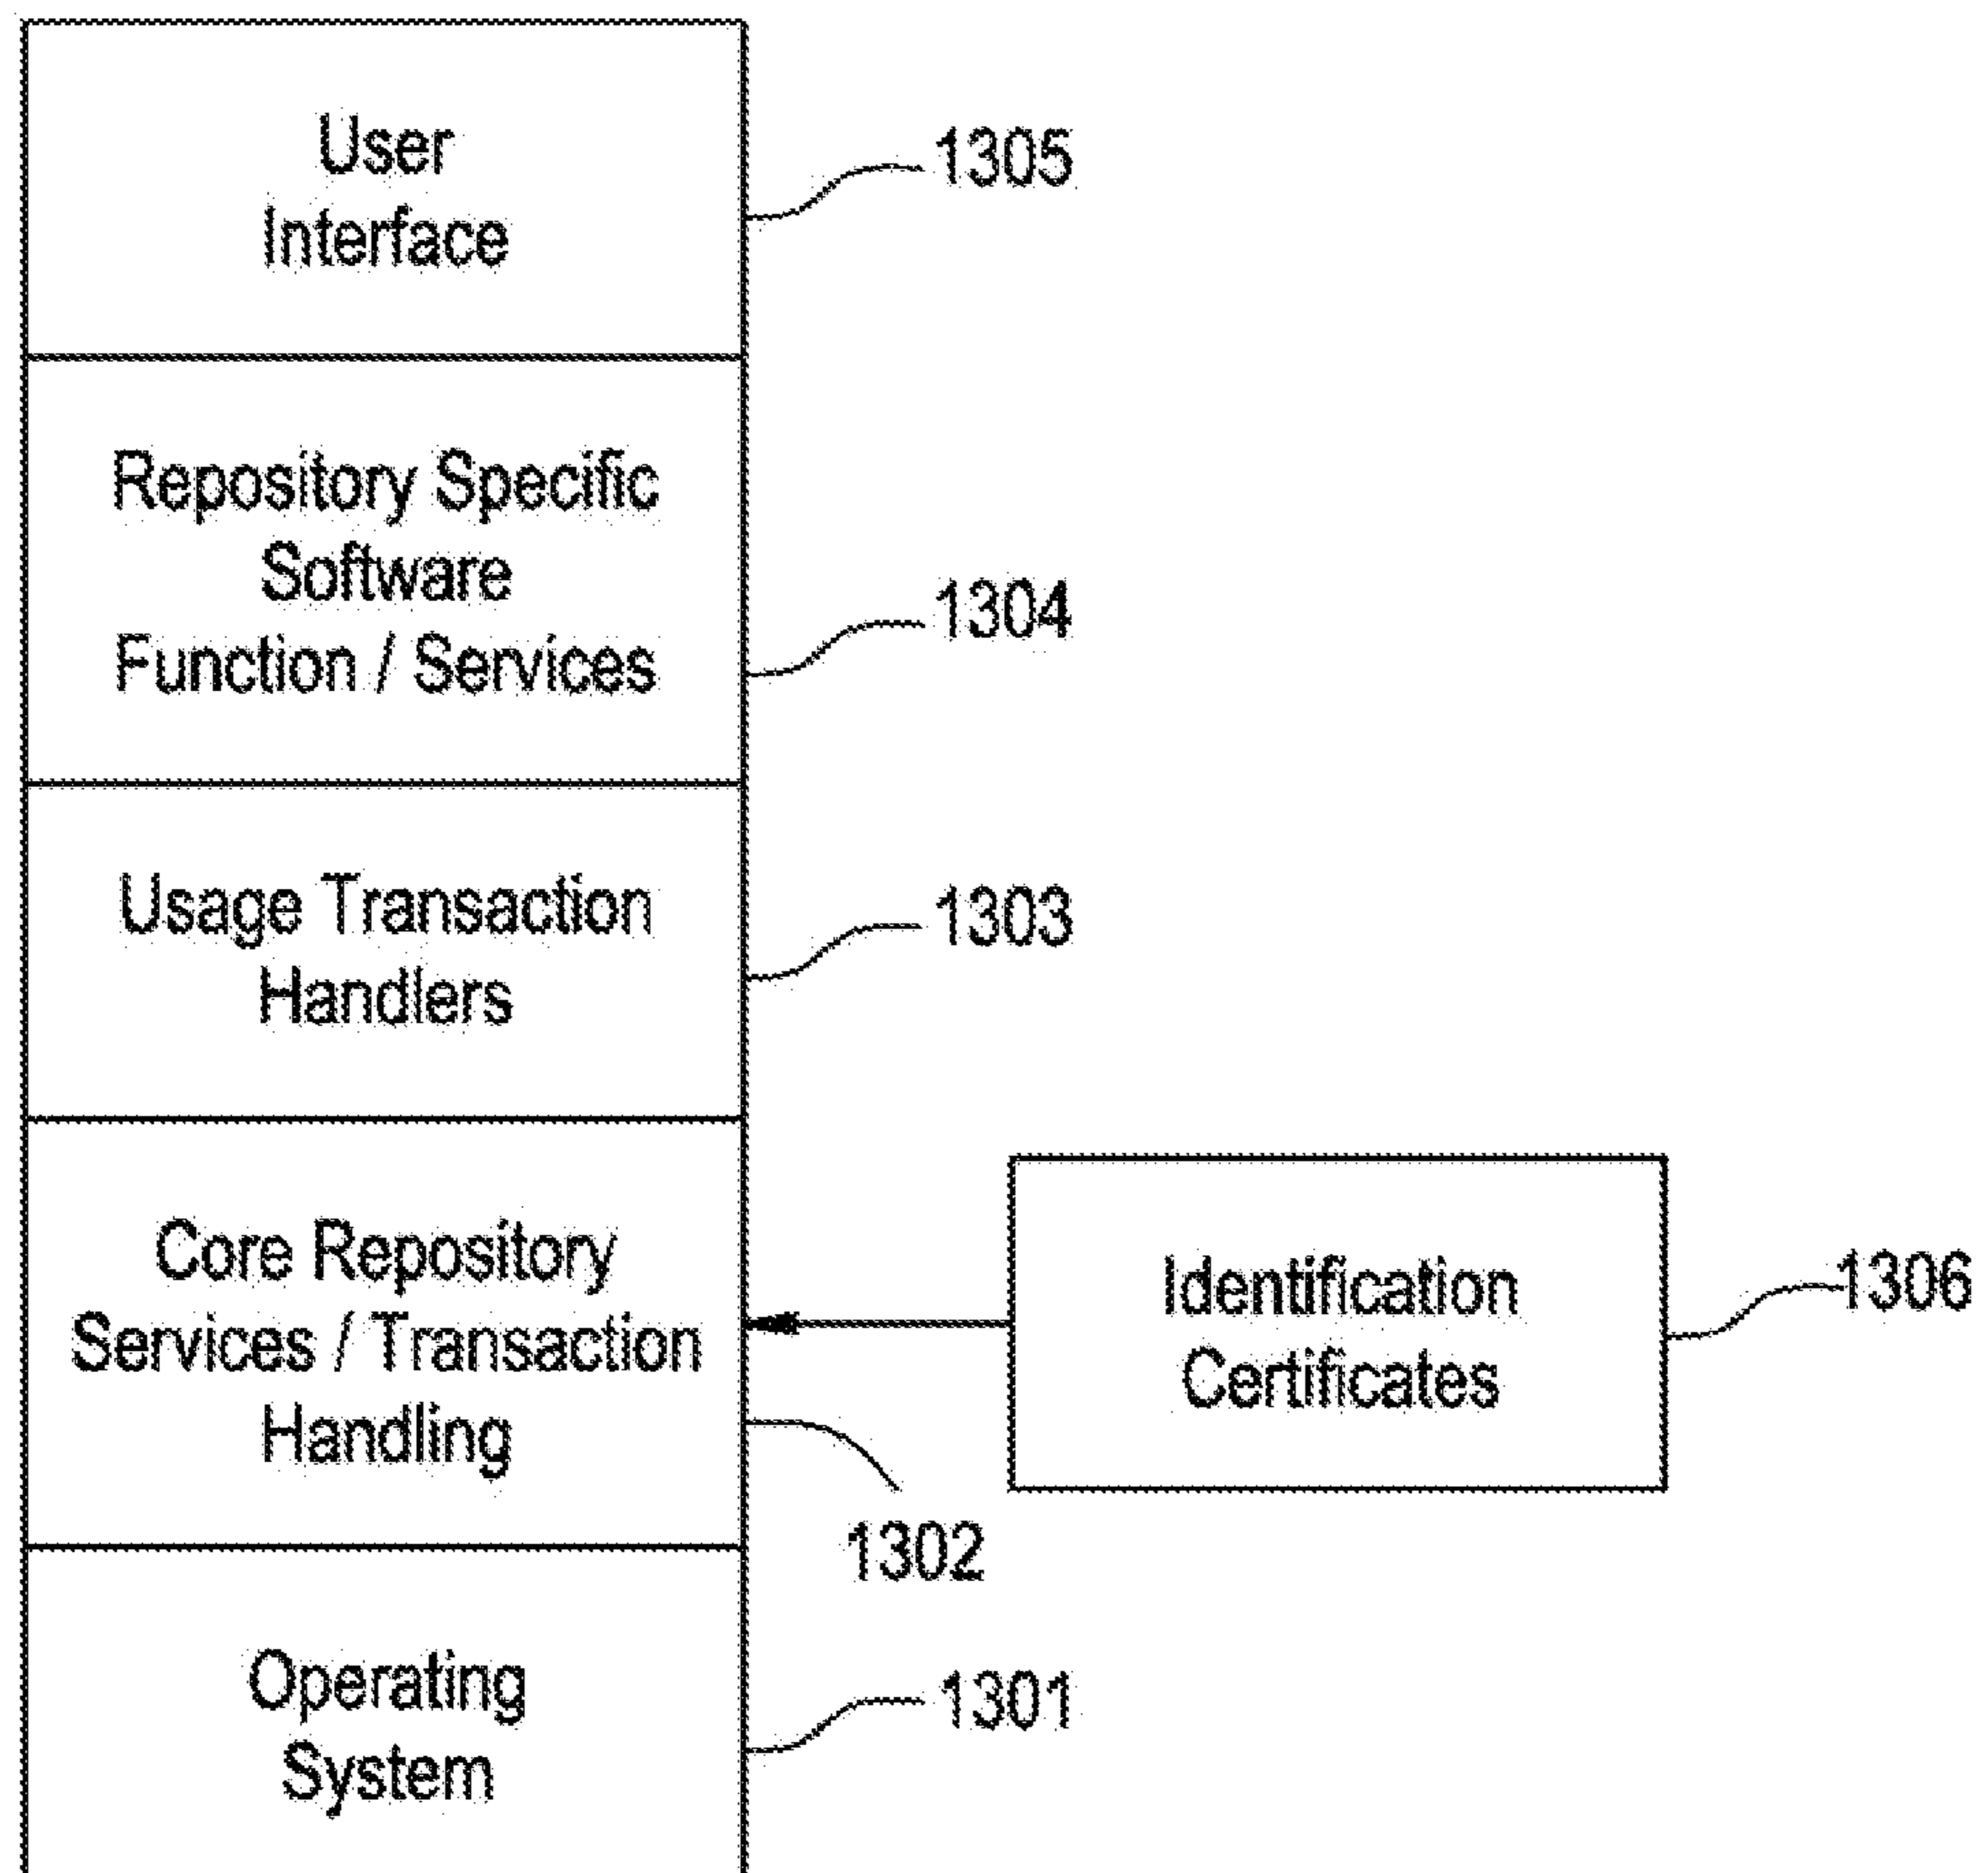 User
Interface
1305
Repository Specific
Software
Function / Services
1304
Usage Transaction
Handlers
1303
Core Repository
Services / Transaction
Handling
1302
Identification
Certificates
1306
Operating
System
1301